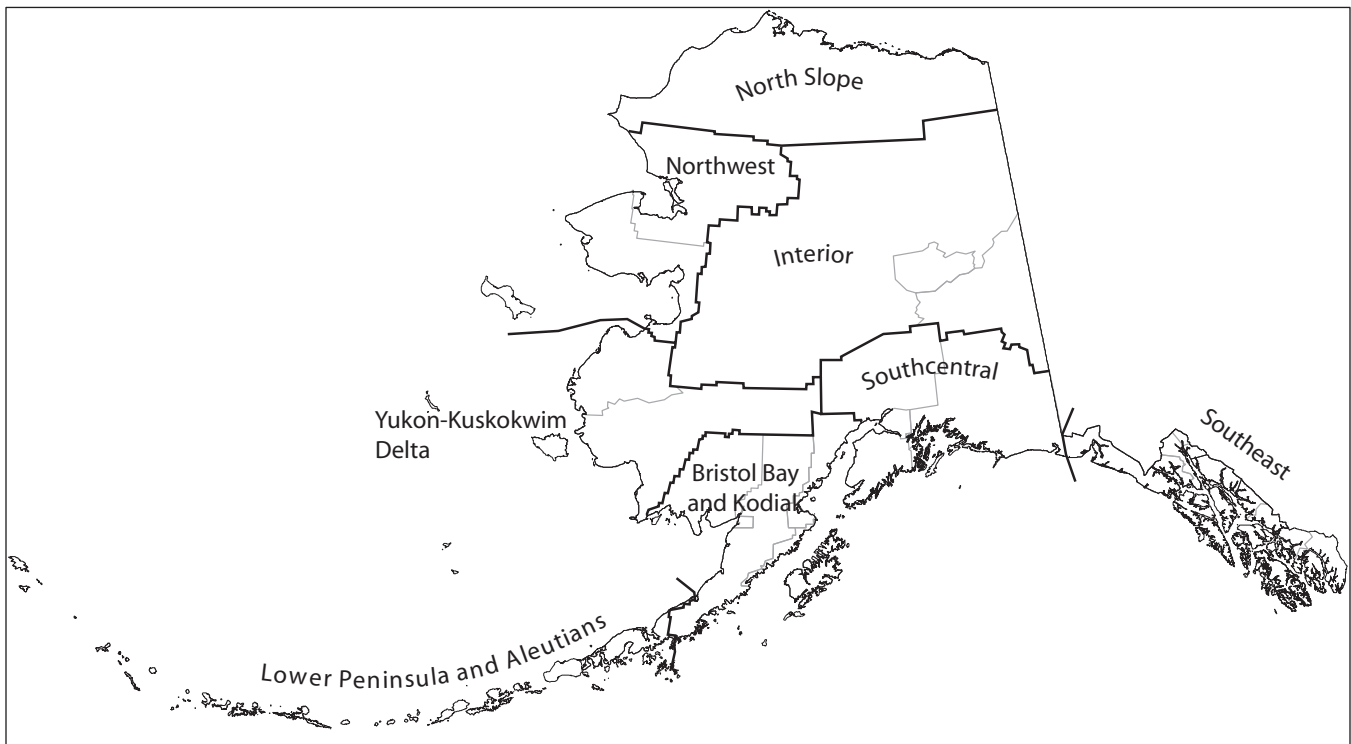 North Slope
Northwest
Interior
Southcentral
Yukon-Kuskokwim
Delta
Southeast
Bristol Bay
and Kodiak
Lower Peninsula and Aleutians